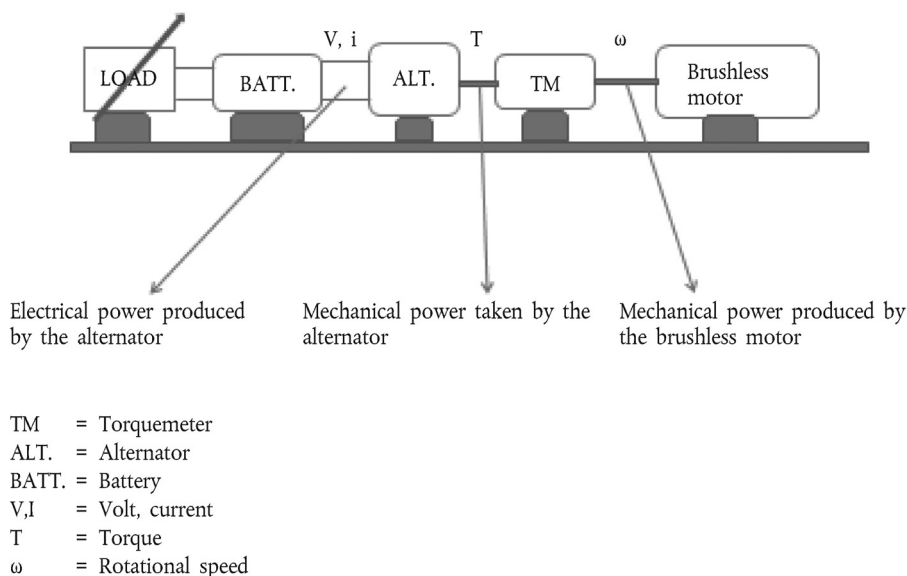 V, i
T
ω
LOAD
BATT.
ALT.
TM
Brushless
motor
Electrical power produced
by the alternator
Mechanical power taken by the
alternator
Mechanical power produced by
the brushless motor
TM = Torquemeter
ALT. = Alternator
BATT. = Battery
V,I = Volt, current
T = Torque
ω = Rotational speed